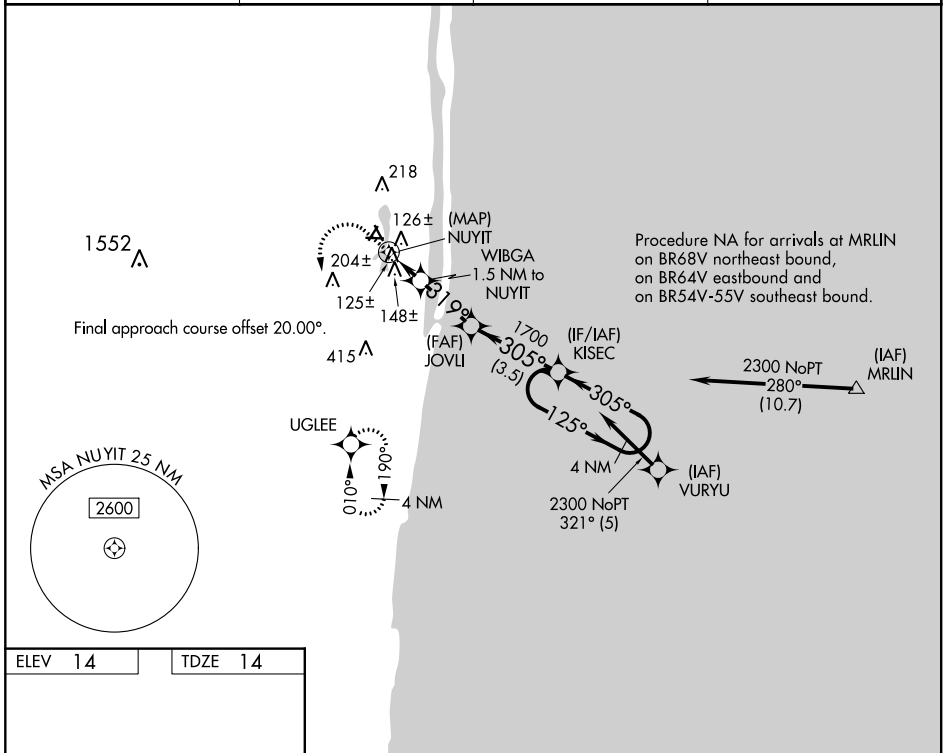 218
126±
(MAP)
NUYIT
1552
204±
125±
148±
WIBGA
1.5 NM to
NUYIT
Procedure NA for arrivals at MRLIN
on BR68V northeast bound,
on BR64V eastbound and
on BR54V-55V southeast bound.
Final approach course offset 20.00°.
319°
415
(FAF)
JOVLI
1700
305°
(3.5)
(IF/IAF)
KISEC
2300 NoPT
280°
(10.7)
(IAF)
MRLIN
305°
125°
4 NM
(IAF)
VURYU
2300 NoPT
321° (5)
UGLEE
010°
190°
4 NM
MSA NUYIT 25 NM
2600
ELEV 14
TDZE 14